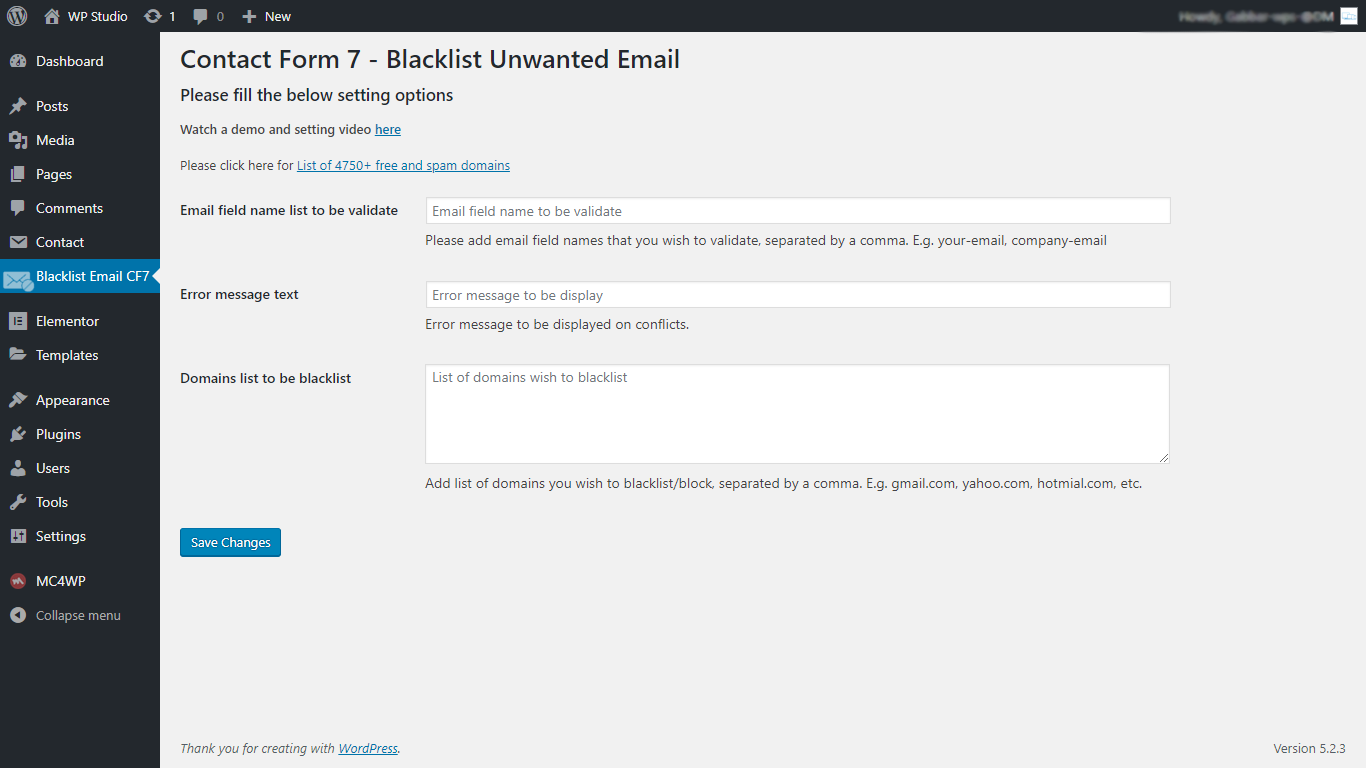 WP Studio 1 0 New
Dashboard
Posts
Media
Pages
Comments
Contact
Blacklist Email CF7
Elementor
Templates
Appearance
Plugins
Users
Tools
Settings
MC4WP
Collapse menu
Contact Form 7 - Blacklist Unwanted Email
Please fill the below setting options
Watch a demo and setting video here
Please click here for List of 4750+ free and spam domains
Email field name list to be validate
Email field name to be validate
Please add email field names that you wish to validate, separated by a comma. E.g. your-email, company-email
Error message text
Error message to be display
Error message to be displayed on conflicts.
Domains list to be blacklist
List of domains wish to blacklist
Add list of domains you wish to blacklist/block, separated by a comma. E.g. gmail.com, yahoo.com, hotmial.com, etc.
Save Changes
Thank you for creating with WordPress.
Version 5.2.3